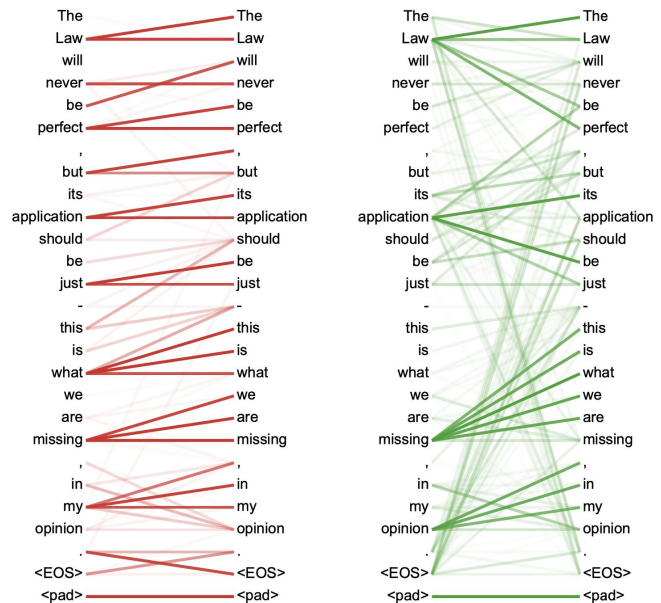 The The The The
Law Law Law Law
will will will will
never never never never
be be be be
perfect perfect perfect perfect
, , , ,
but but but but
its its its its
application application application application
should should should should
be be be be
just just just just
- - - -
this this this this
is is is is
what what what what
we we we we
are are are are
missing missing missing missing
, , , ,
in in in in
my my my my
opinion opinion opinion opinion
. . . .
<EOS> <EOS> <EOS> <EOS>
<pad> <pad> <pad> <pad>